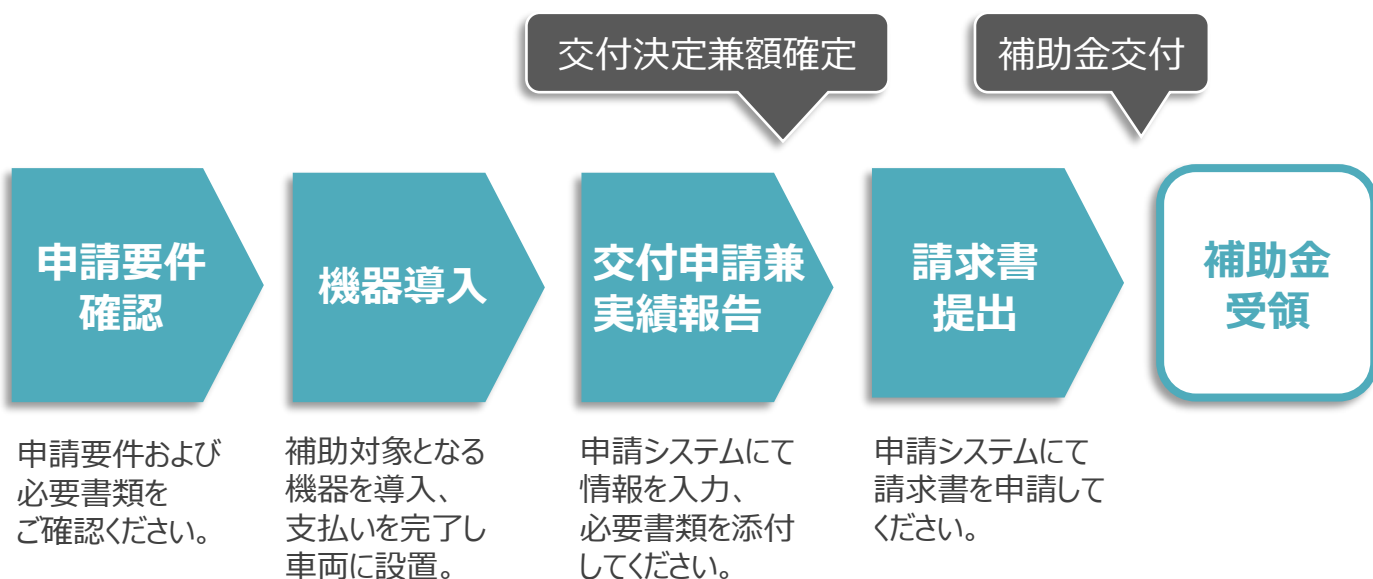 交付決定兼額確定
補助金交付
申請要件
確認
機器導入
交付申請兼
実績報告
請求書
提出
補助金
受領
申請要件および
必要書類を
ご確認ください。
補助対象となる
機器を導入、
支払いを完了し
車両に設置。
申請システムにて
情報を入力、
必要書類を添付
してください。
申請システムにて
請求書を申請して
ください。